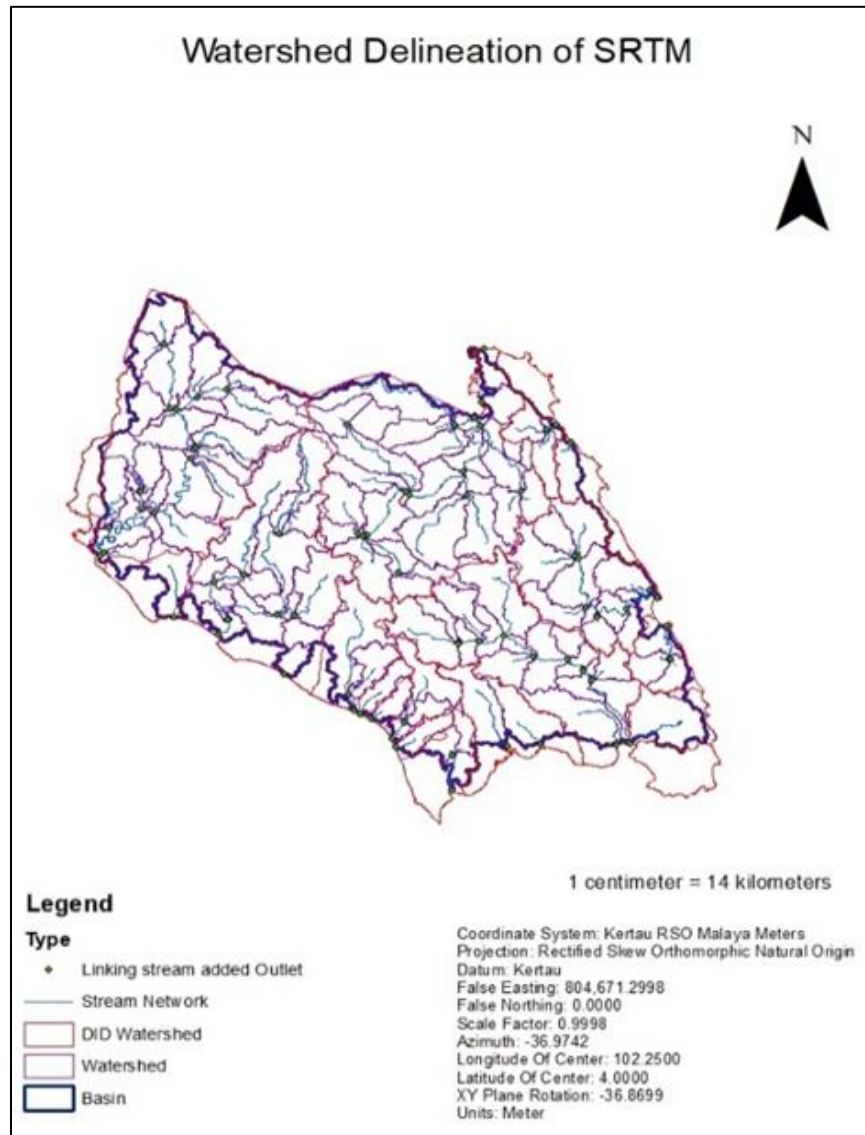 Watershed Delineation of SRTM
N
1 centimeter = 14 kilometers
Legend
Type
Linking stream added Outlet
Stream Network
DID Watershed
Watershed
Basin
Coordinate System: Kertau RSO Malaya Meters
Projection: Rectified Skew Orthomorphic Natural Origin
Datum: Kertau
False Easting: 804,671.2998
False Northing: 0.0000
Scale Factor: 0.9998
Azimuth: -36.9742
Longitude Of Center: 102.2500
Latitude Of Center: 4.0000
XY Plane Rotation: -36.8699
Units: Meter